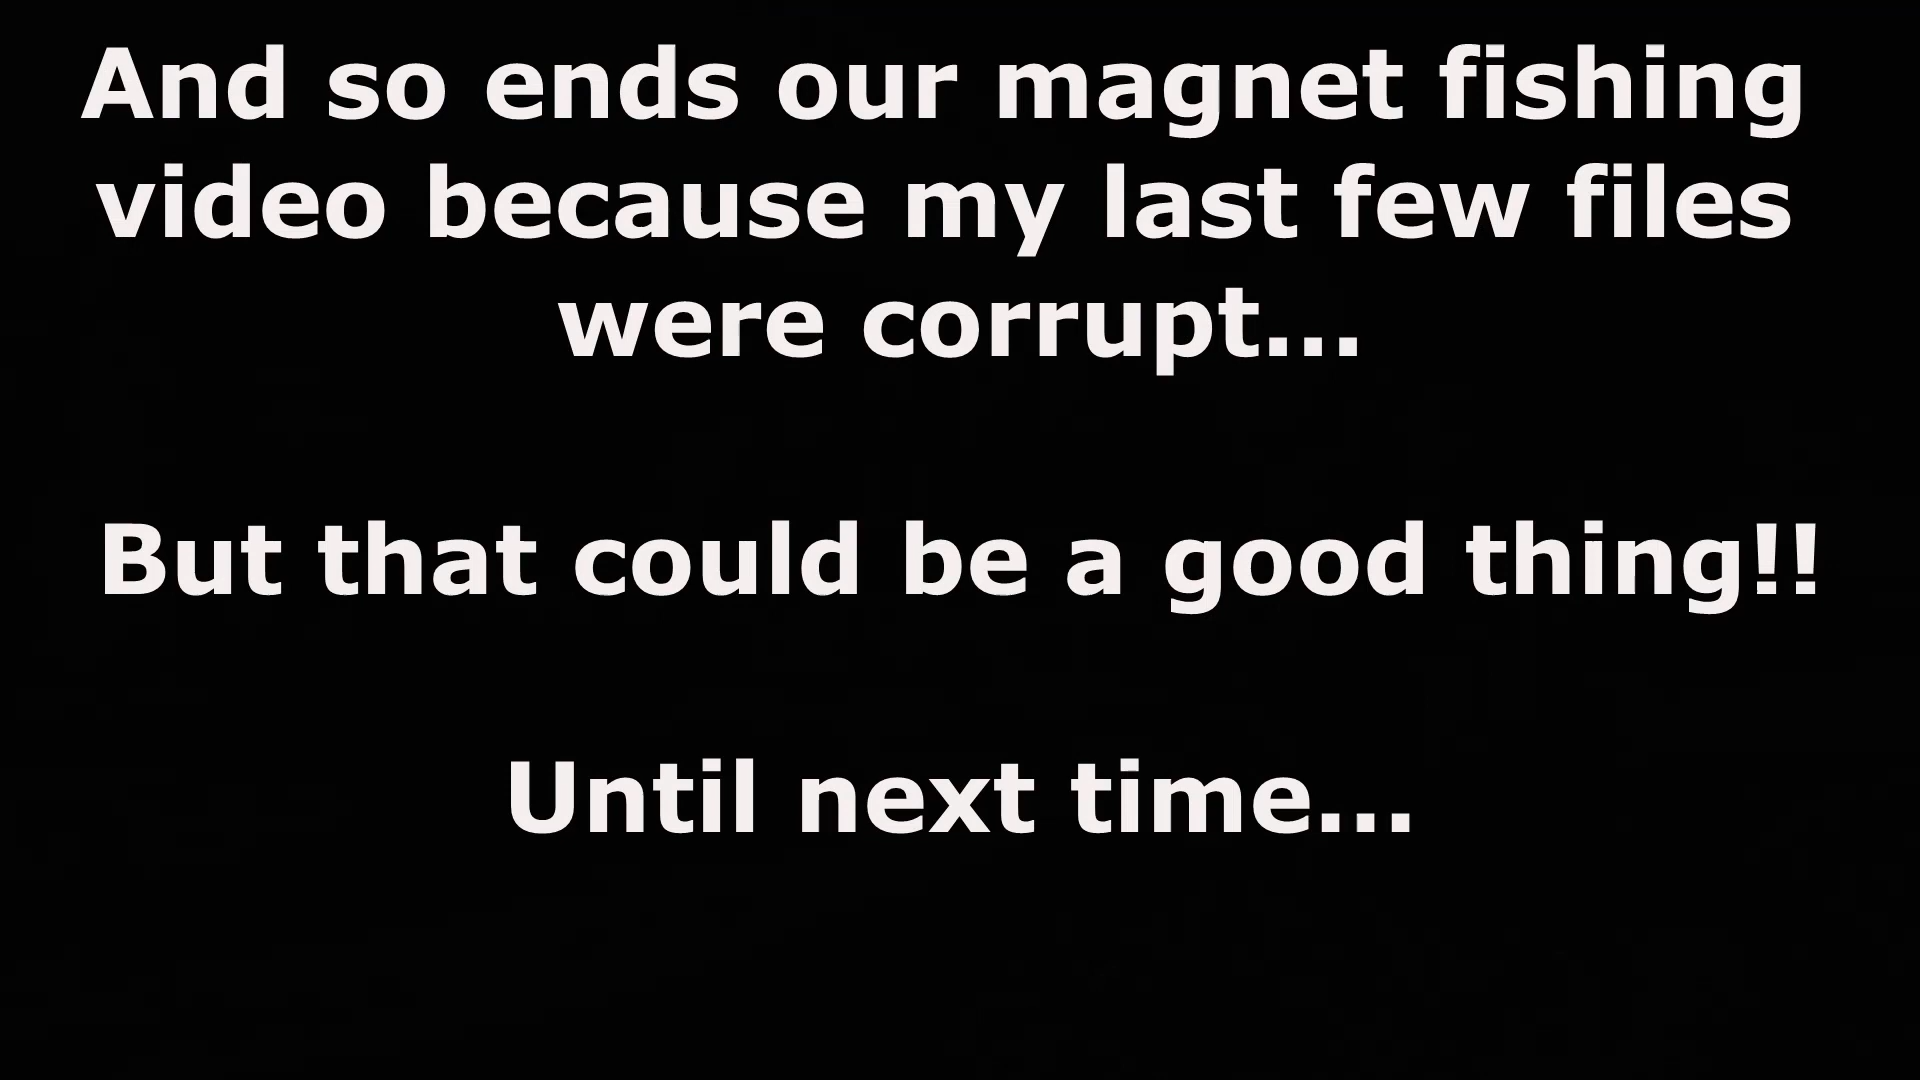 And so ends our magnet fishing
video because my last few files
were corrupt...
But that could be a good thing!!
Until next time...